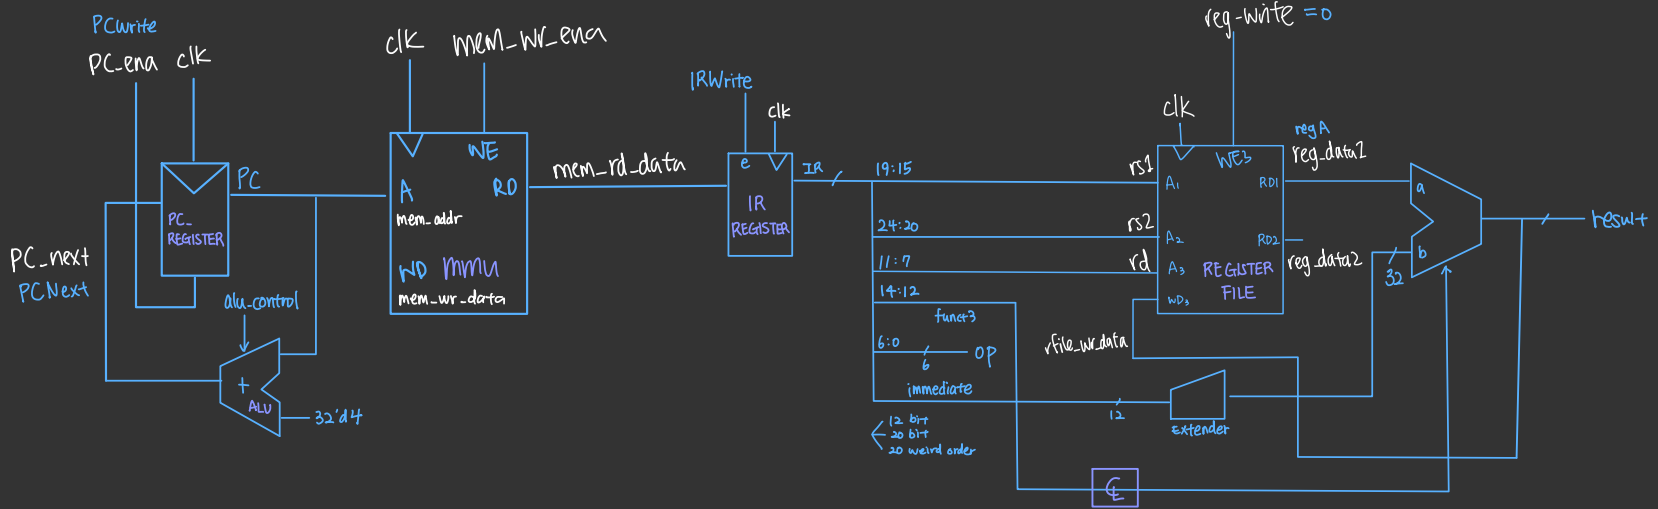 PCWrite
PC_ena
clk
PC
PC_
REGISTER
PC_next
PCNext
alu_control
+
ALU
32'd4
clk
mem_wr_ena
WE
A
RD
mem_addr
WD
mmu
mem_wr_data
mem_rd_data
IRWrite
clk
e
IR
REGISTER
IR
19:15
24:20
11:7
14:12
funct3
6:0
6
OP
immediate
12
12 bit
20 bit
20 weird order
Extender
reg-write =0
clk
WE3
rs1
A1
rs2
A2
rd
A3
WD3
rfile_wr_data
RD1
RD2
REGISTER
FILE
regA
reg_data2
reg_data2
a
b
32
result